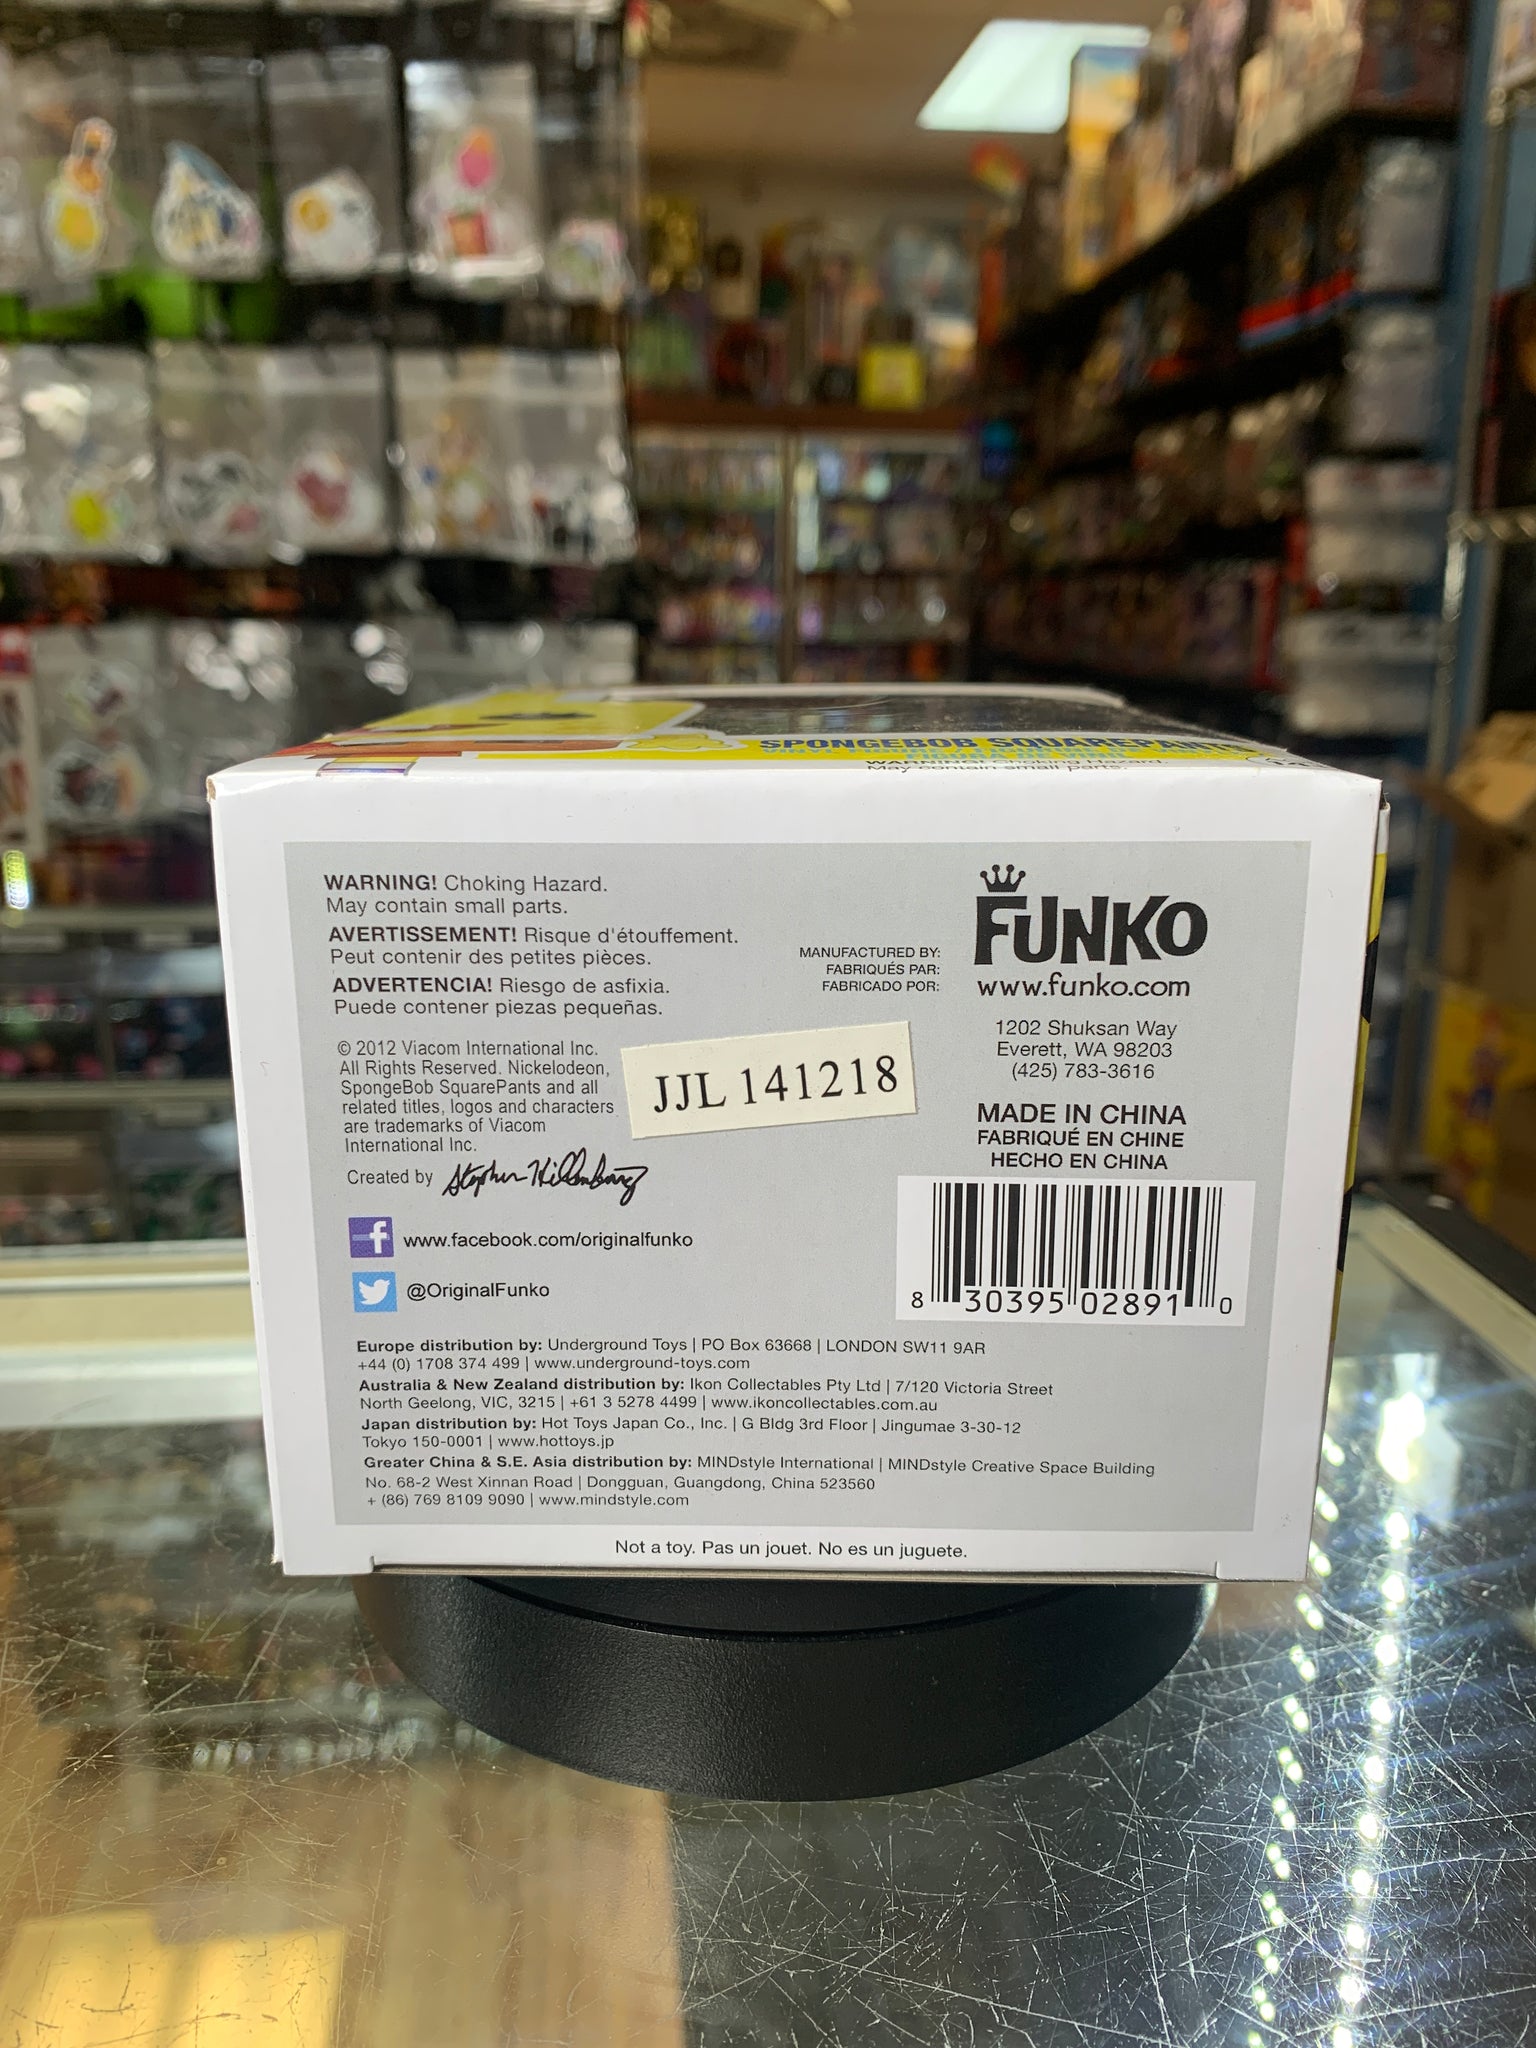 SPONGEBOB SQUAREPANTS
WARNING! Choking Hazard.
May contain small parts.
WARNING! Choking Hazard.
May contain small parts.
AVERTISSEMENT! Risque d'étouffement.
Peut contenir des petites pièces.
ADVERTENCIA! Riesgo de asfixia.
Puede contener piezas pequeñas.
© 2012 Viacom International Inc.
All Rights Reserved. Nickelodeon,
SpongeBob SquarePants and all
related titles, logos and characters
are trademarks of Viacom
International Inc.
Created by Stephen Hillenburg
JJL 141218
MANUFACTURED BY:
FABRIQUÉS PAR:
FABRICADO POR:
FUNKO
www.funko.com
1202 Shuksan Way
Everett, WA 98203
(425) 783-3616
MADE IN CHINA
FABRIQUÉ EN CHINE
HECHO EN CHINA
8 30395 02891 0
f www.facebook.com/originalfunko
@OriginalFunko
Europe distribution by: Underground Toys | PO Box 63668 | LONDON SW11 9AR
+44 (0) 1708 374 499 | www.underground-toys.com
Australia & New Zealand distribution by: Ikon Collectables Pty Ltd | 7/120 Victoria Street
North Geelong, VIC, 3215 | +61 3 5278 4499 | www.ikoncollectables.com.au
Japan distribution by: Hot Toys Japan Co., Inc. | G Bldg 3rd Floor | Jingumae 3-30-12
Tokyo 150-0001 | www.hottoys.jp
Greater China & S.E. Asia distribution by: MINDstyle International | MINDstyle Creative Space Building
No. 68-2 West Xinnan Road | Dongguan, Guangdong, China 523560
+ (86) 769 8109 9090 | www.mindstyle.com
Not a toy. Pas un jouet. No es un juguete.